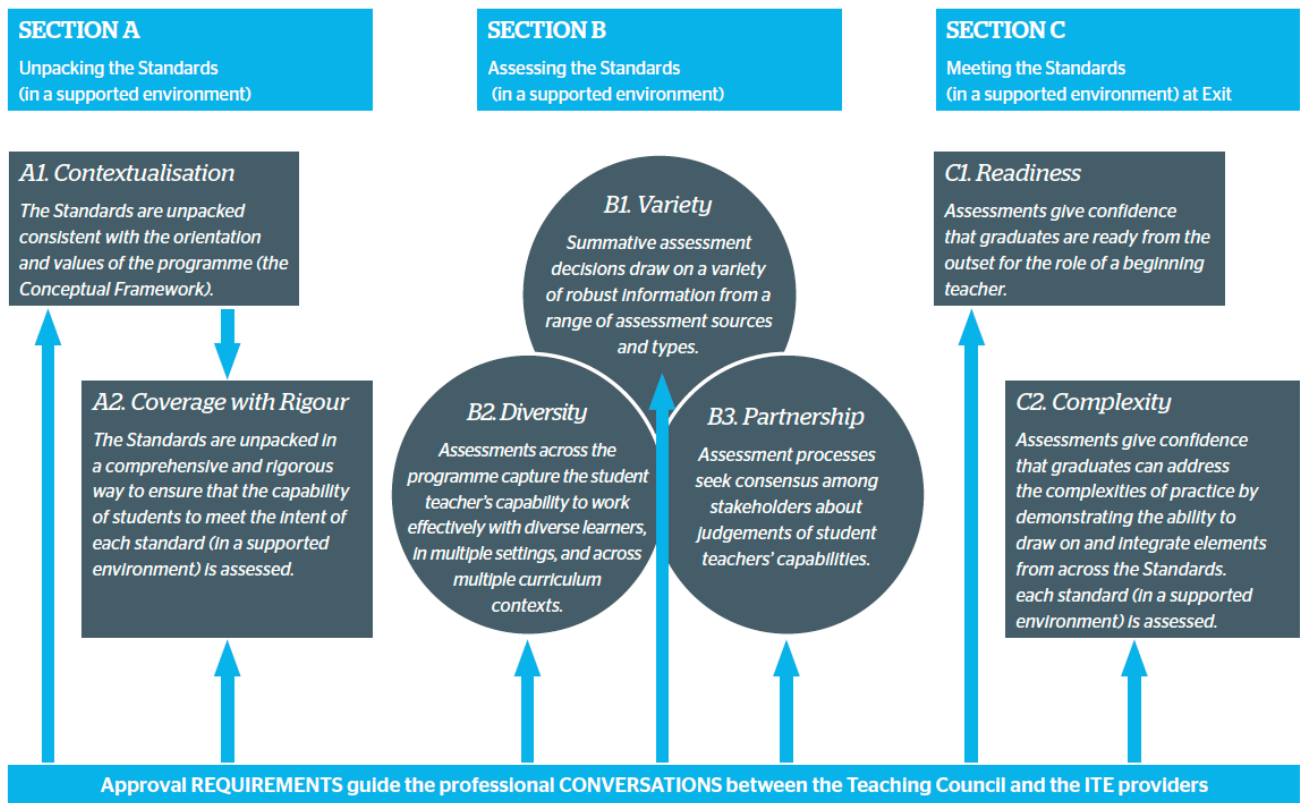 SECTION A
Unpacking the Standards
(in a supported environment)
SECTION B
Assessing the Standards
(in a supported environment)
SECTION C
Meeting the Standards
(in a supported environment) at Exit
A1. Contextualisation
The Standards are unpacked
consistent with the orientation
and values of the programme (the
Conceptual Framework).
A2. Coverage with Rigour
The Standards are unpacked in
a comprehensive and rigorous
way to ensure that the capability
of students to meet the intent of
each standard (in a supported
environment) is assessed.
B1. Variety
Summative assessment
decisions draw on a variety
of robust information from a
range of assessment sources
and types.
B2. Diversity
Assessments across the
programme capture the student
teacher's capability to work
effectively with diverse learners,
in multiple settings, and across
multiple curriculum
contexts.
B3. Partnership
Assessment processes
seek consensus among
stakeholders about
judgements of student
teachers' capabilities.
C1. Readiness
Assessments give confidence
that graduates are ready from the
outset for the role of a beginning
teacher.
C2. Complexity
Assessments give confidence
that graduates can address
the complexities of practice by
demonstrating the ability to
draw on and integrate elements
from across the Standards.
each standard (in a supported
environment) is assessed.
Approval REQUIREMENTS guide the professional CONVERSATIONS between the Teaching Council and the ITE providers